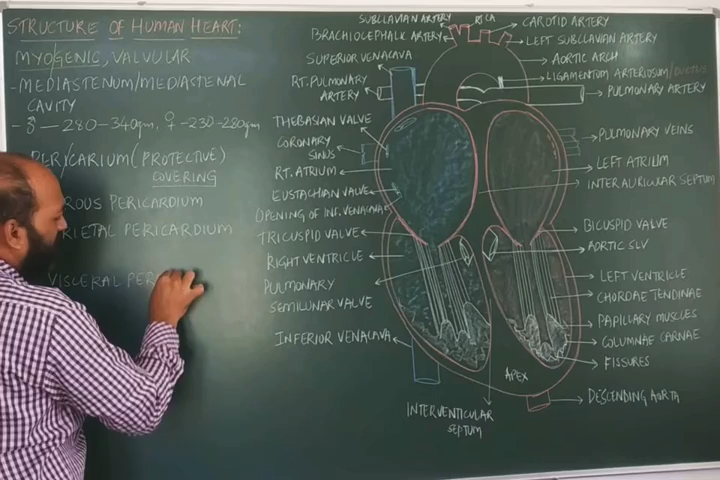 STRUCTURE OF HUMAN HEART:
MYOGENIC, VALVULAR
- MEDIASTENUM/MEDIASTENAL
CAVITY
- ♂ — 280-340gm, ♀ - 230-280gm
PERICARIUM (PROTECTIVE)
COVERING
ROUS PERICARDIUM
RIETAL PERICARDIUM
VISCERAL PER
SUBCLAVIAN ARTERY
BRACHIOCEPHALK ARTERY
SUPERIOR VENACAVA
RT. PULMONARY
ARTERY
THEBASIAN VALVE
CORONARY
SINUS
RT. ATRIUM
EUSTACHIAN VALVE
OPENING OF INF. VENACAVA
TRICUSPID VALVE
RIGHT VENTRICLE
PULMONARY
SEMILUNAR VALVE
INFERIOR VENACAVA
INTERVENTICULAR
SEPTUM
APEX
CAROTID ARTERY
LEFT SUBCLAVIAN ARTERY
AORTIC ARCH
LIGAMENTOM ARTERIOSUM/
PULMONARY ARTERY
PULMONARY VEINS
LEFT ATRIUM
INTERAURICULAR SEPTUM
BICUSPID VALVE
AORTIC SLV
LEFT VENTRICLE
CHORDAE TENDINAE
PAPILLARY MUSCLES
COLUMNAE CARNAE
FISSURES
DESCENDING AORTA